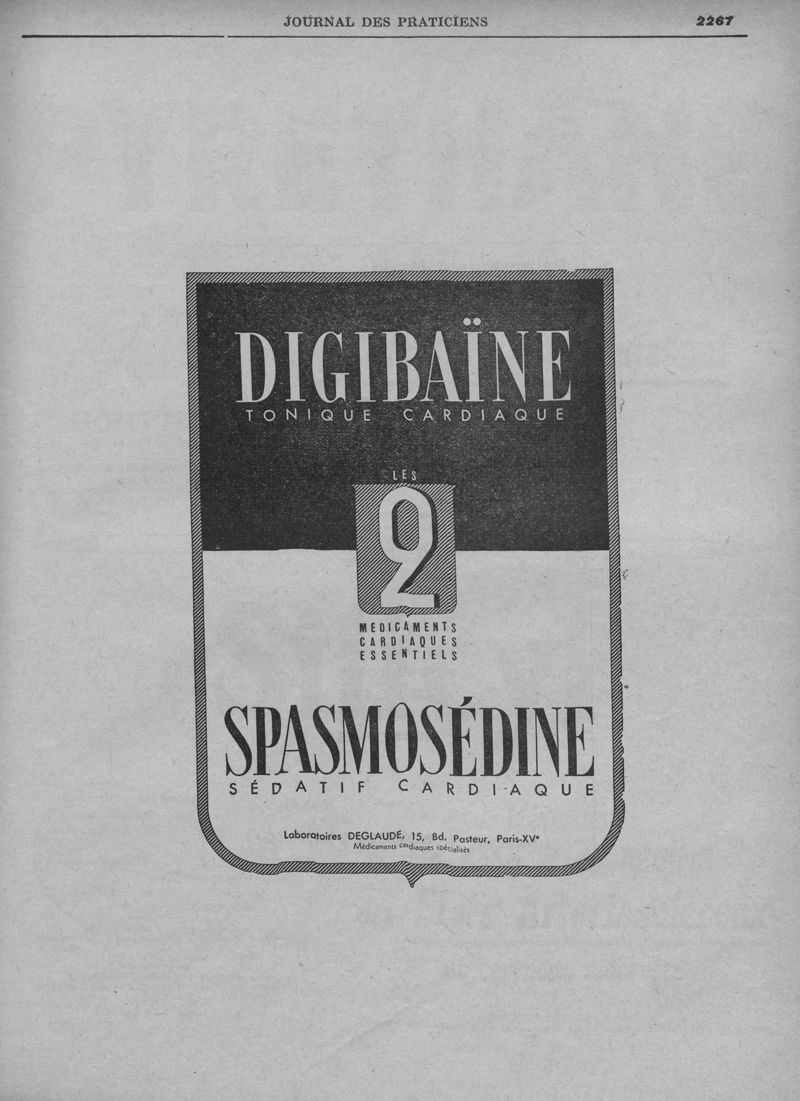 JOURNAL DES PRATICIENS 2267
DIGIBAÏNE
TONIQUE CARDIAQUE
LES
2
MEDICAMENTS
CARDIAQUES
ESSENTIELS
SPASMOSÉDINE
SÉDATIF CARDIAQUE
Laboratoires DEGLAUDE, 15, Bd. Pasteur, Paris-XVᵉ
Médicaments cardiaques spécialisés